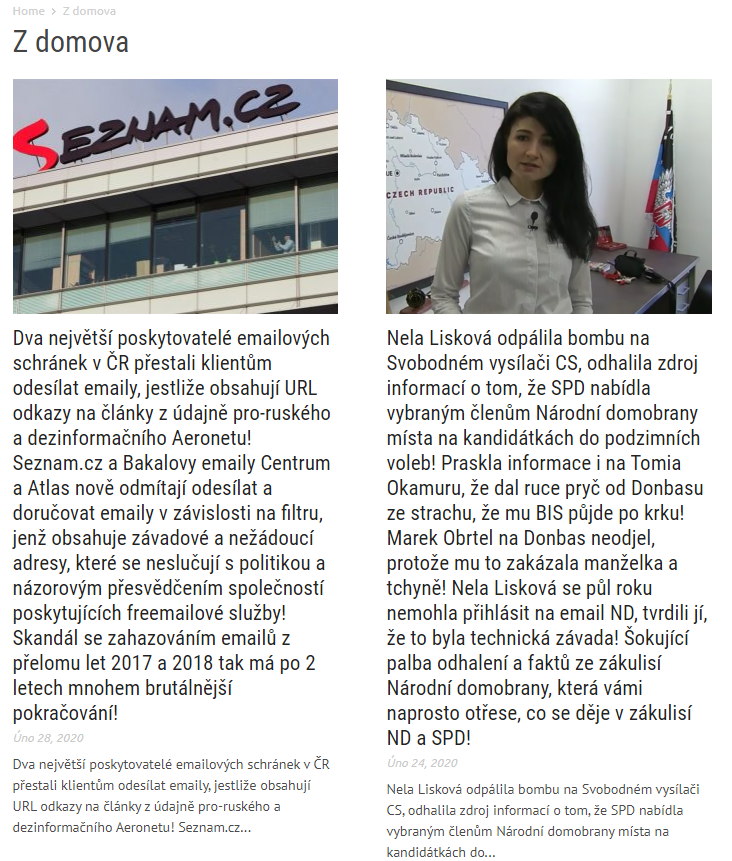 Home > Z domova
Z domova
SEZNAM.CZ
CZECH REPUBLIC
Dva největší poskytovatelé emailových
schránek v ČR přestali klientům
odesílat emaily, jestliže obsahují URL
odkazy na články z údajně pro-ruského
a dezinformačního Aeronetu!
Seznam.cz a Bakalovy emaily Centrum
a Atlas nově odmítají odesílat a
doručovat emaily v závislosti na filtru,
jenž obsahuje závadové a nežádoucí
adresy, které se neslučují s politikou a
názorovým přesvědčením společností
poskytujících freemailové služby!
Skandál se zahazováním emailů z
přelomu let 2017 a 2018 tak má po 2
letech mnohem brutálnější
pokračování!
Úno 28, 2020
Dva největší poskytovatelé emailových schránek v ČR
přestali klientům odesílat emaily, jestliže obsahují
URL odkazy na články z údajně pro-ruského a
dezinformačního Aeronetu! Seznam.cz...
Nela Lisková odpálila bombu na
Svobodném vysílači CS, odhalila zdroj
informací o tom, že SPD nabídla
vybraným členům Národní domobrany
místa na kandidátkách do podzimních
voleb! Praskla informace i na Tomia
Okamuru, že dal ruce pryč od Donbasu
ze strachu, že mu BIS půjde po krku!
Marek Obrtel na Donbas neodjel,
protože mu to zakázala manželka a
tchyně! Nela Lisková se půl roku
nemohla přihlásit na email ND, tvrdili jí,
že to byla technická závada! Šokující
palba odhalení a faktů ze zákulisí
Národní domobrany, která vámi
naprosto otřese, co se děje v zákulisí
ND a SPD!
Úno 24, 2020
Nela Lisková odpálila bombu na Svobodném vysílači
CS, odhalila zdroj informací o tom, že SPD nabídla
vybraným členům Národní domobrany místa na
kandidátkách do...